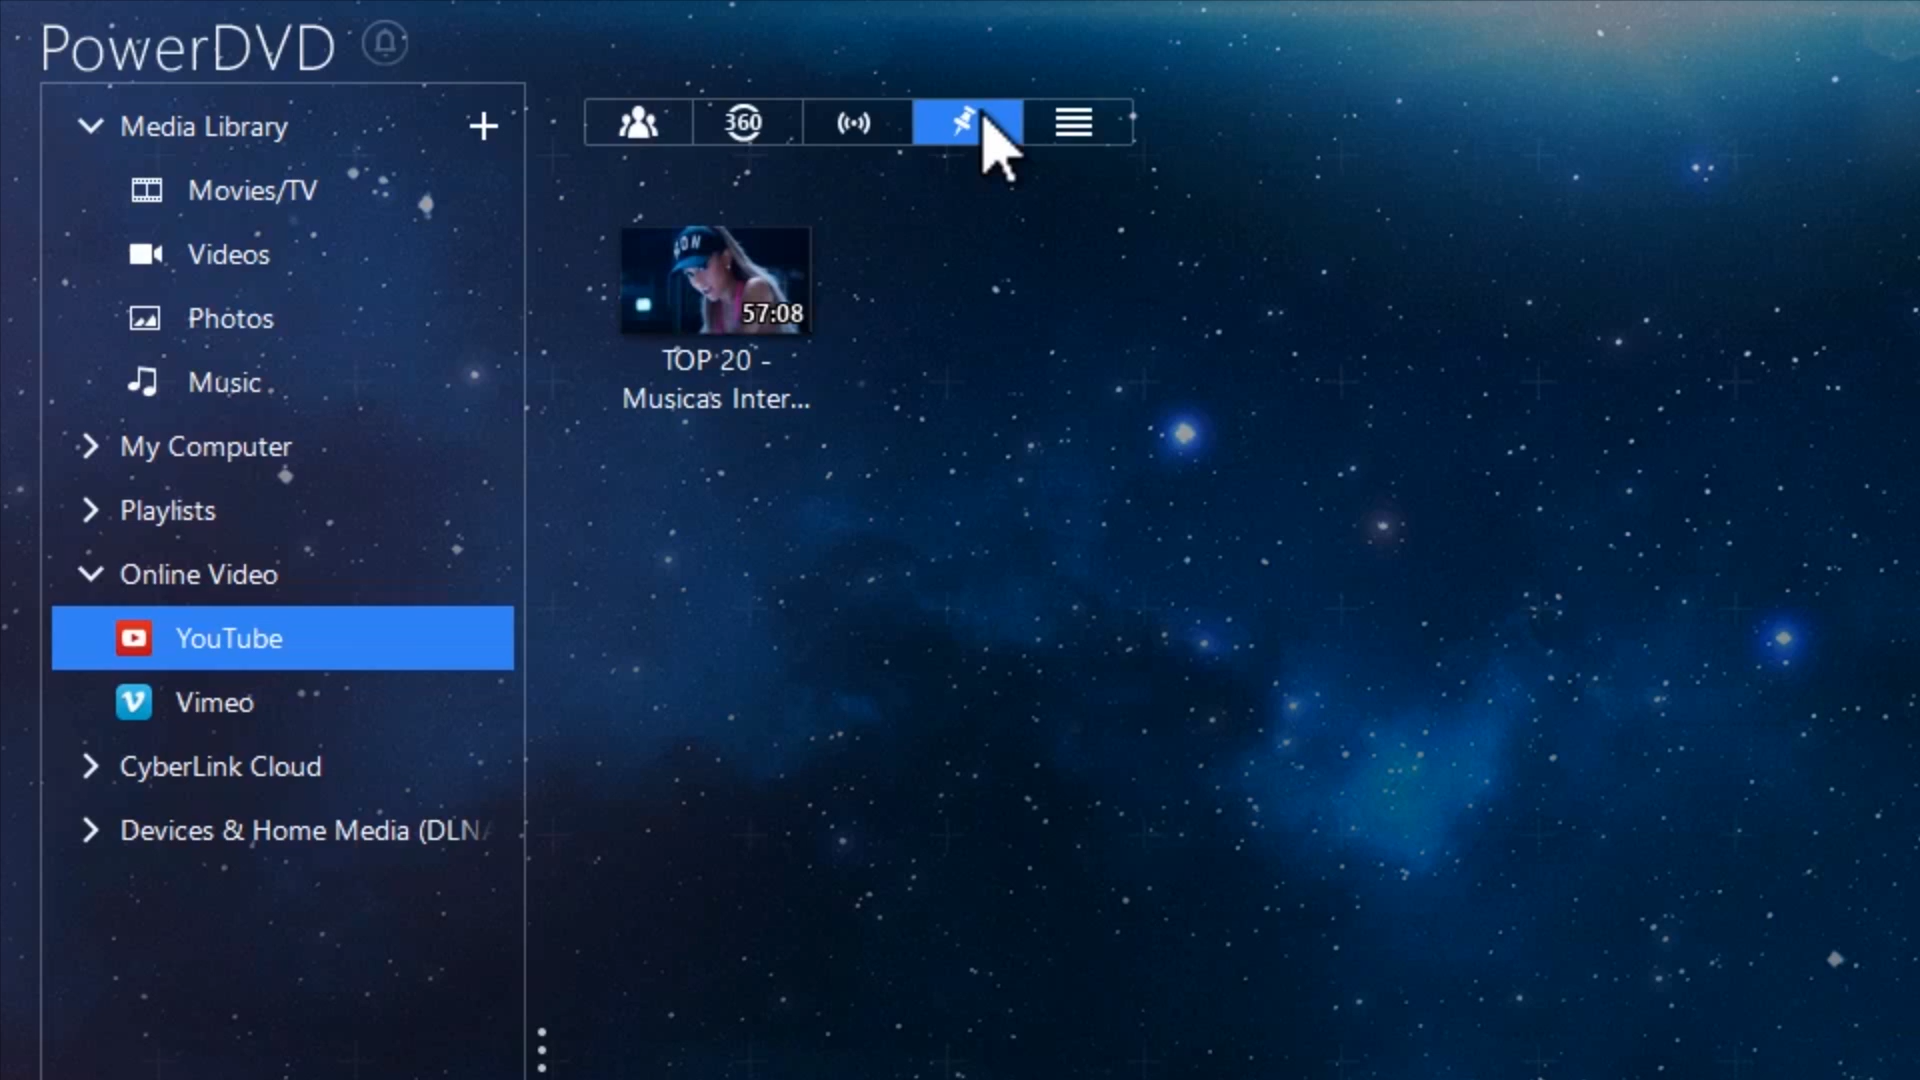 PowerDVD
Media Library
Movies/TV
Videos
Photos
Music
My Computer
Playlists
Online Video
YouTube
Vimeo
CyberLink Cloud
Devices & Home Media (DLNA
360
57:08
TOP 20 -
Musicas Inter...